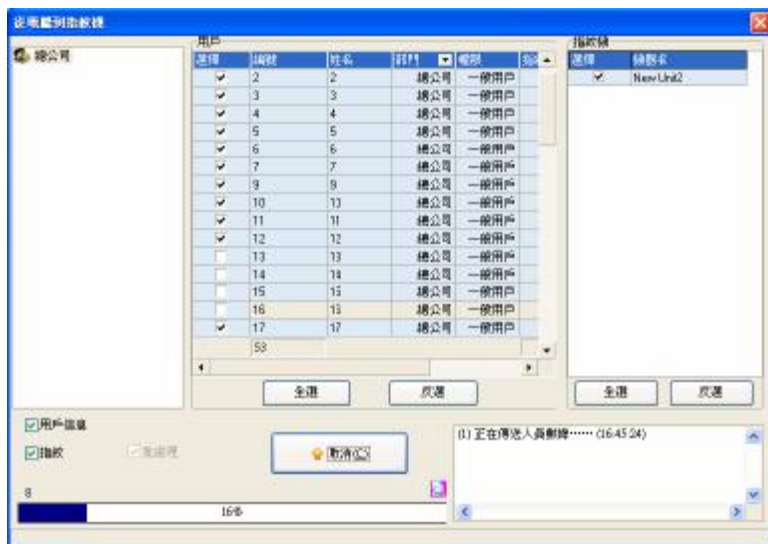 從電腦到指紋機
總公司
用戶
選擇 編號 姓名 部門 權限
2 2 總公司 一般用戶
3 3 總公司 一般用戶
4 4 總公司 一般用戶
5 5 總公司 一般用戶
6 6 總公司 一般用戶
7 7 總公司 一般用戶
9 9 總公司 一般用戶
10 10 總公司 一般用戶
11 11 總公司 一般用戶
12 12 總公司 一般用戶
13 13 總公司 一般用戶
14 14 總公司 一般用戶
15 15 總公司 一般用戶
16 16 總公司 一般用戶
17 17 總公司 一般用戶
53
全選 反選
指紋機
選擇 機器名
New Unit2
全選 反選
用戶信息
指紋
取消(C)
(1) 正在傳送人員數據…… (16:45:24)
8
16%